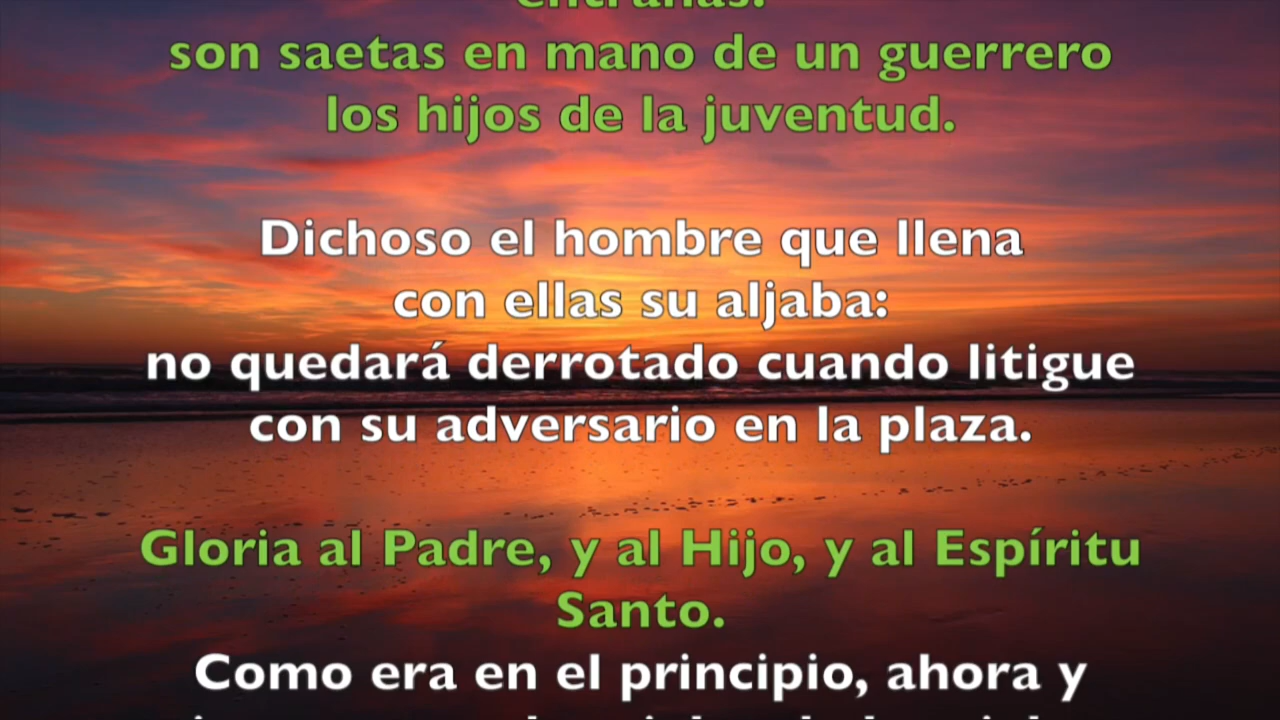 entrañas:
son saetas en mano de un guerrero
los hijos de la juventud.
Dichoso el hombre que llena
con ellas su aljaba:
no quedará derrotado cuando litigue
con su adversario en la plaza.
Gloria al Padre, y al Hijo, y al Espíritu
Santo.
Como era en el principio, ahora y